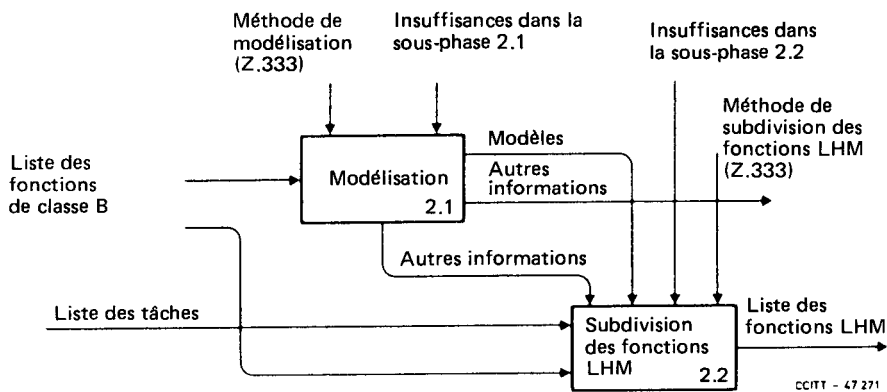 Méthode de
modélisation
(Z.333)
Insuffisances dans la
sous-phase 2.1
Insuffisances dans
la sous-phase 2.2
Méthode de
subdivision des
fonctions LHM
(Z.333)
Liste des
fonctions
de classe B
Modélisation
2.1
Modèles
Autres
informations
Autres informations
Liste des tâches
Subdivision
des fonctions
LHM
2.2
Liste des
fonctions LHM
CCITT - 47 271